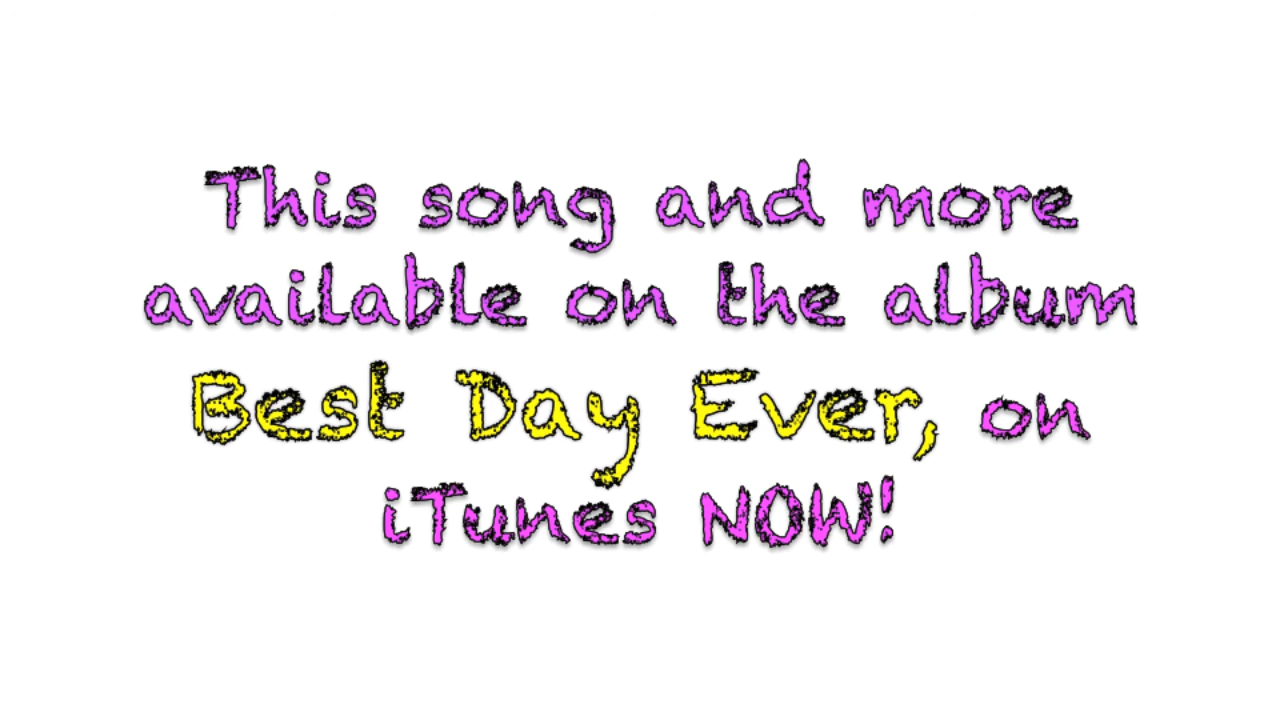 This song and more
available on the album
Best Day Ever, on
iTunes NOW!